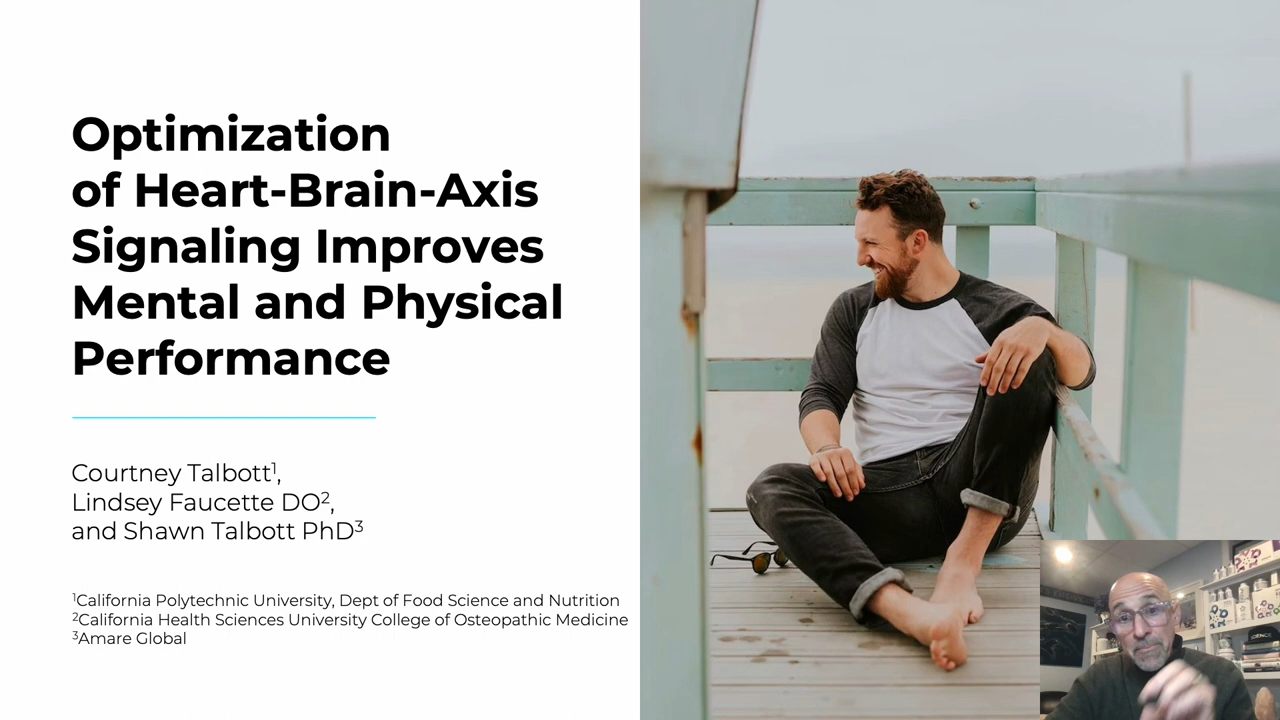 Optimization
of Heart-Brain-Axis
Signaling Improves
Mental and Physical
Performance
Courtney Talbott¹,
Lindsey Faucette DO²,
and Shawn Talbott PhD³
¹California Polytechnic University, Dept of Food Science and Nutrition
²California Health Sciences University College of Osteopathic Medicine
³Amare Global